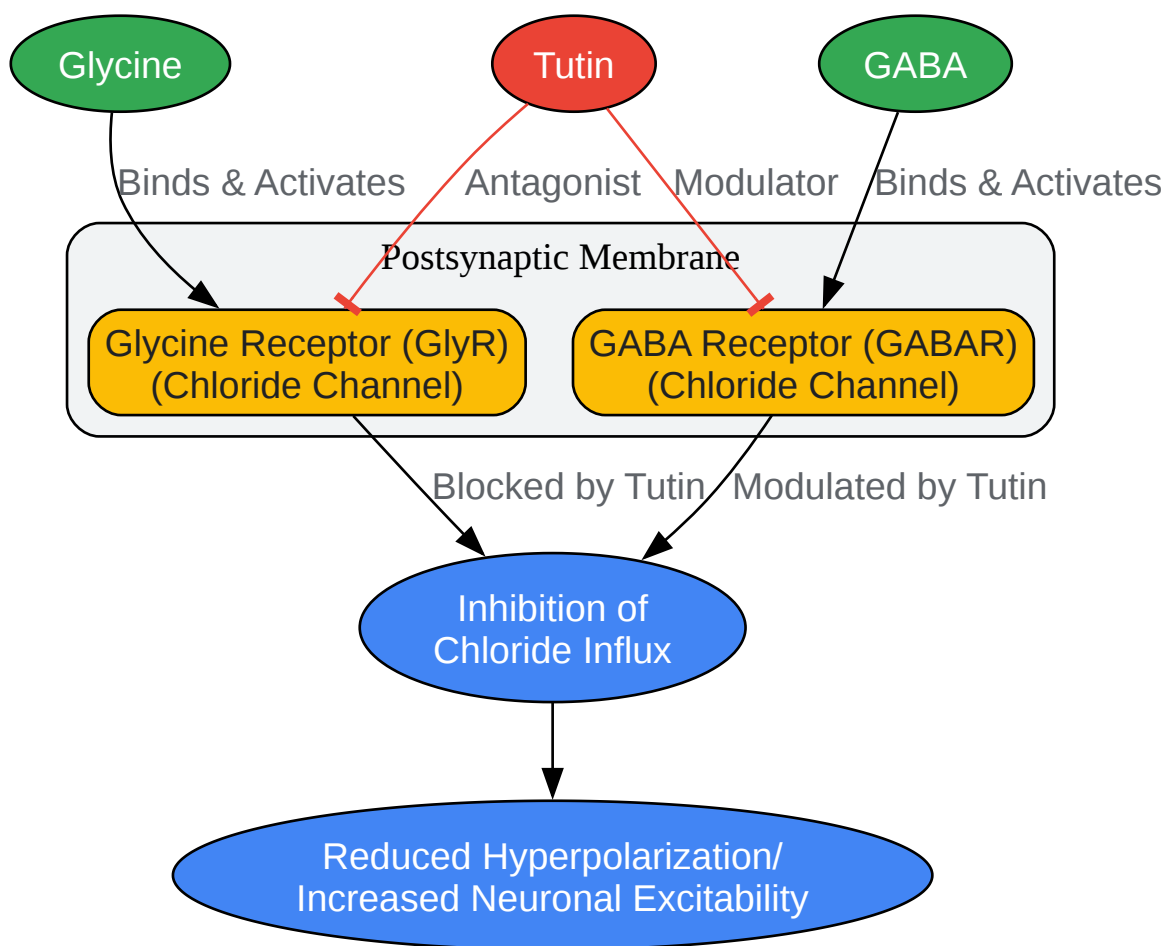 Glycine
Tutin
GABA
Binds & Activates
Antagonist
Modulator
Binds & Activates
Postsynaptic Membrane
Glycine Receptor (GlyR)
(Chloride Channel)
GABA Receptor (GABAR)
(Chloride Channel)
Blocked by Tutin
Modulated by Tutin
Inhibition of
Chloride Influx
Reduced Hyperpolarization/
Increased Neuronal Excitability